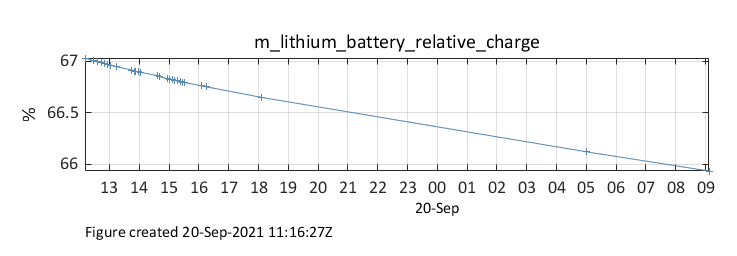 m_lithium_battery_relative_charge
67
66.5
66
%
13 14 15 16 17 18 19 20 21 22 23 00 01 02 03 04 05 06 07 08 09
20-Sep
Figure created 20-Sep-2021 11:16:27Z